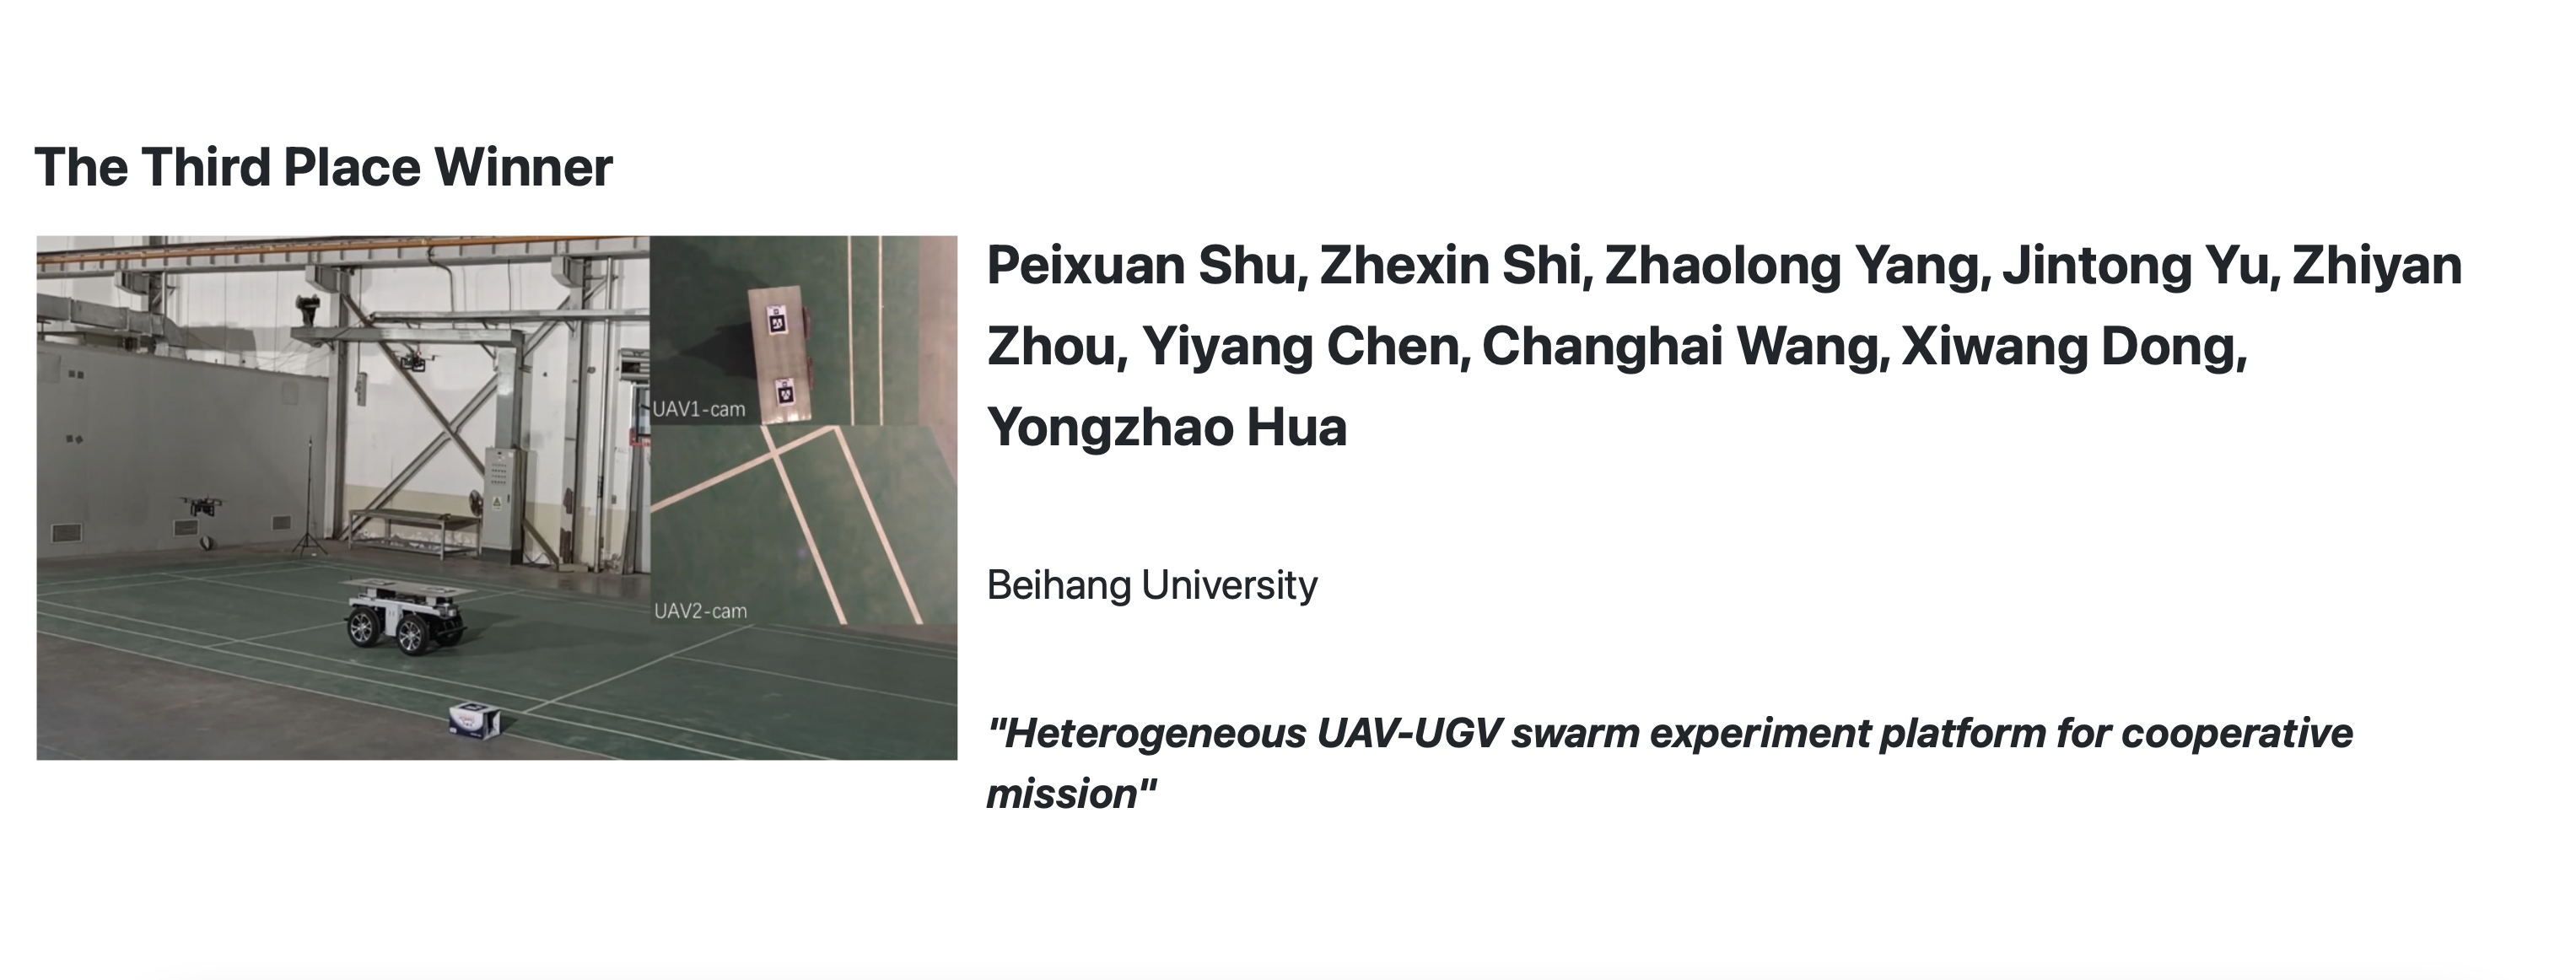 The Third Place Winner
UAV1-cam
UAV2-cam
Peixuan Shu, Zhexin Shi, Zhaolong Yang, Jintong Yu, Zhiyan
Zhou, Yiyang Chen, Changhai Wang, Xiwang Dong,
Yongzhao Hua
Beihang University
"Heterogeneous UAV-UGV swarm experiment platform for cooperative
mission"